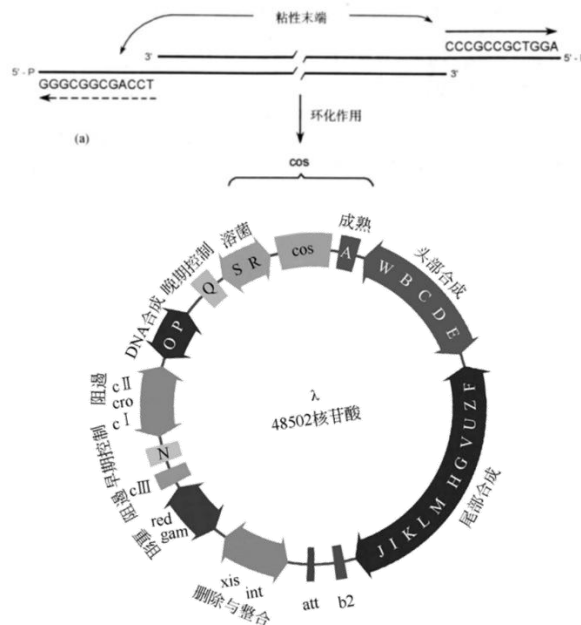 粘性末端
CCCGCCGCTGGA
3'
5' - P
3'
GGGCGGCGACCT
(a)
环化作用
cos
成熟
A
头部合成
W B C D E
尾部合成
F Z U V G H M L K I J
b2
att
删除与整合
xis int
重组
red
gam
阻遏
cIII
早期控制
N
阻遏
cII
cro
cI
DNA合成
O P
晚期控制
Q
溶菌
S R
cos
λ
48502核苷酸